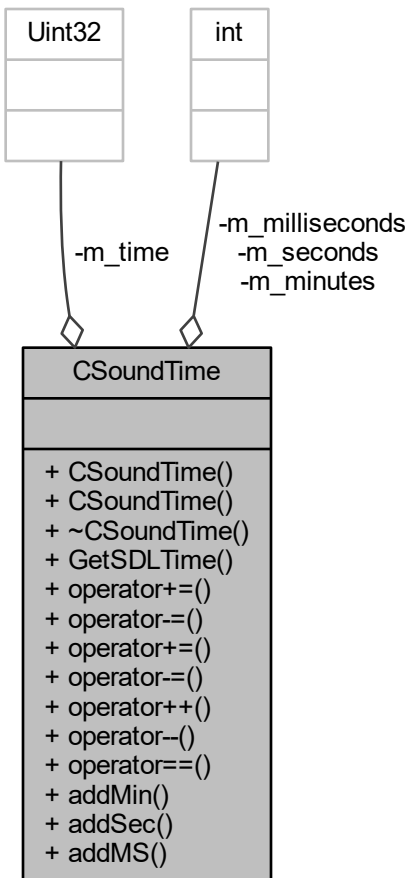 Uint32
int
-m_time
-m_milliseconds
-m_seconds
-m_minutes
CSoundTime
+ CSoundTime()
+ CSoundTime()
+ ~CSoundTime()
+ GetSDLTime()
+ operator+=()
+ operator-=()
+ operator+=()
+ operator-=()
+ operator++()
+ operator--()
+ operator==()
+ addMin()
+ addSec()
+ addMS()